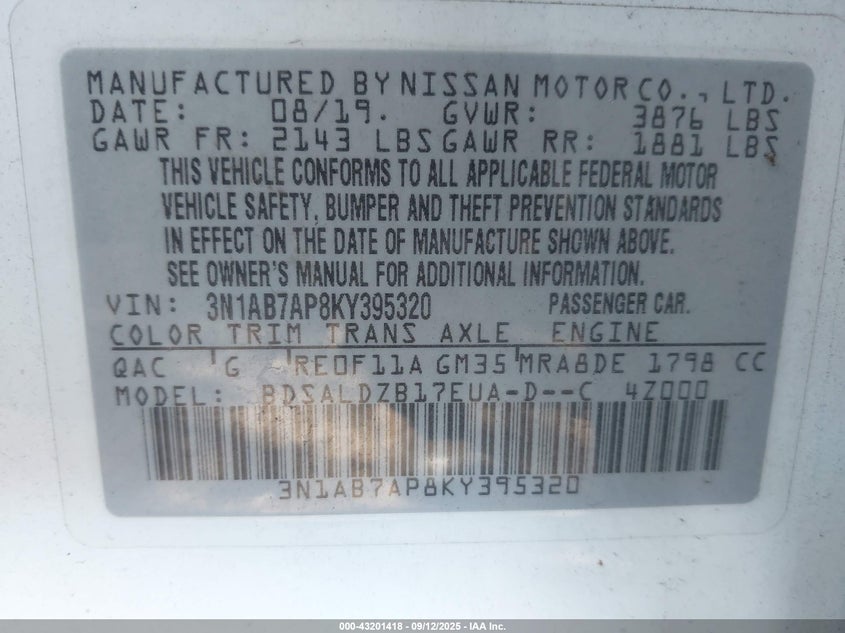 MANUFACTURED BY NISSAN MOTOR CO., LTD.
DATE: 08/19. GVWR: 3876 LBS
GAWR FR: 2143 LBS GAWR RR: 1881 LBS
THIS VEHICLE CONFORMS TO ALL APPLICABLE FEDERAL MOTOR
VEHICLE SAFETY, BUMPER AND THEFT PREVENTION STANDARDS
IN EFFECT ON THE DATE OF MANUFACTURE SHOWN ABOVE.
SEE OWNER'S MANUAL FOR ADDITIONAL INFORMATION.
VIN: 3N1AB7AP8KY395320 PASSENGER CAR.
COLOR TRIM TRANS AXLE ENGINE
QAC G RE0F11A GM35 MRA8DE 1798 CC
MODEL: BDSALDZB17EUA-D--C 4Z000
3N1AB7AP8KY395320
000-43201418 - 09/12/2025 - IAA Inc.